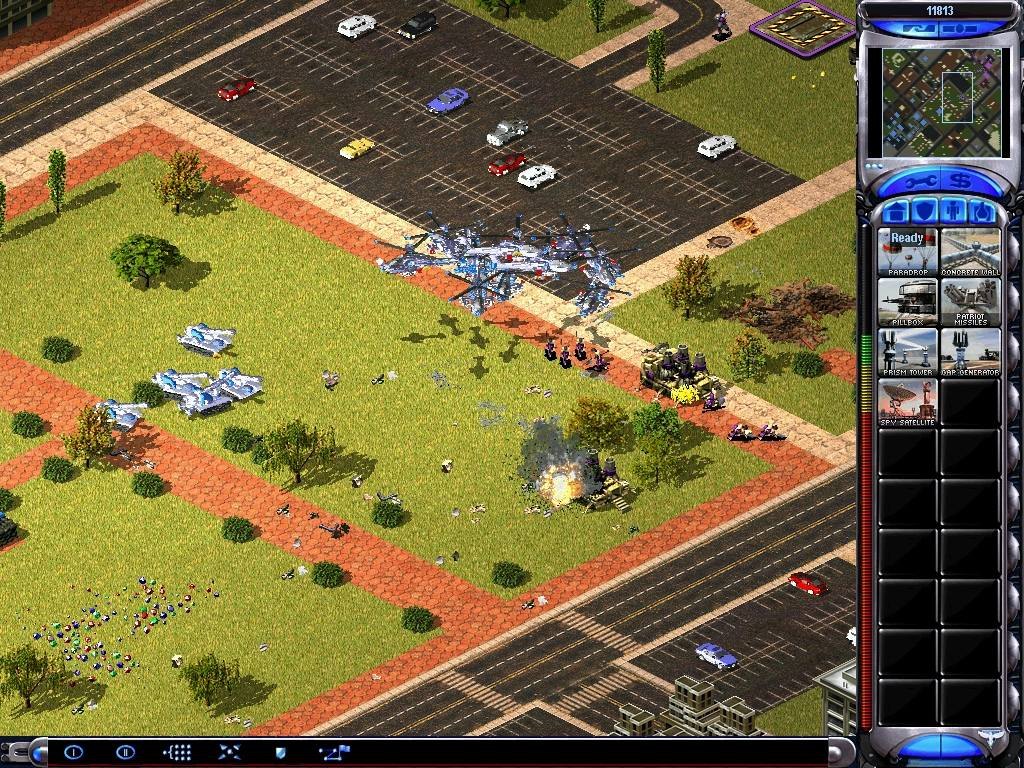 11813
Ready
PARADROP
CONCRETE WALL
PILLBOX
PATRIOT
MISSILES
PRISM TOWER
GAP GENERATOR
SPY SATELLITE